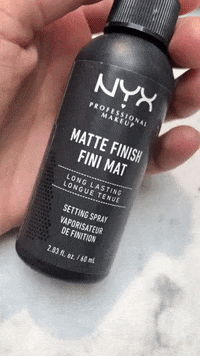 NYX
PROFESSIONAL
MAKEUP
MATTE FINISH
FINI MAT
LONG LASTING
LONGUE TENUE
SETTING SPRAY
VAPORISATEUR
DE FINITION
2.03 fl. oz. / 60 mL